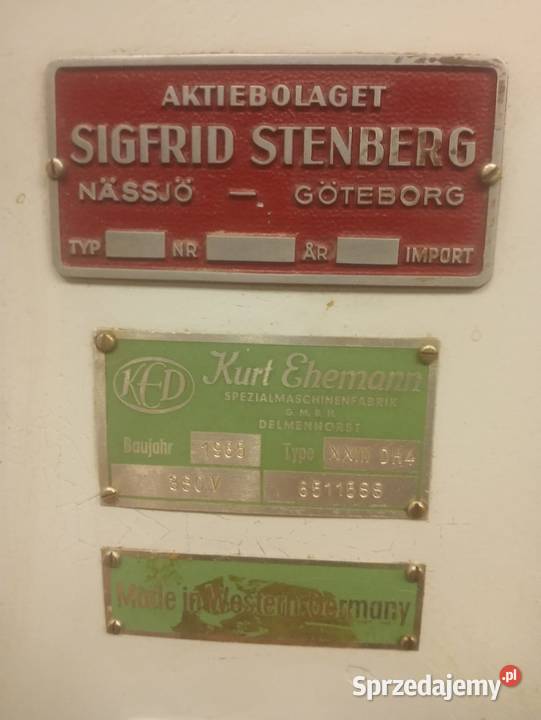 AKTIEBOLAGET
SIGFRID STENBERG
NÄSSJÖ — GÖTEBORG
TYP NR ÅR IMPORT
KED
Kurt Ehemann
SPEZIALMASCHINENFABRIK
G.M.B.H.
DELMENHORST
Baujahr 1965 Type DH4
380V
Made in Western Germany
Sprzedajemy.pl